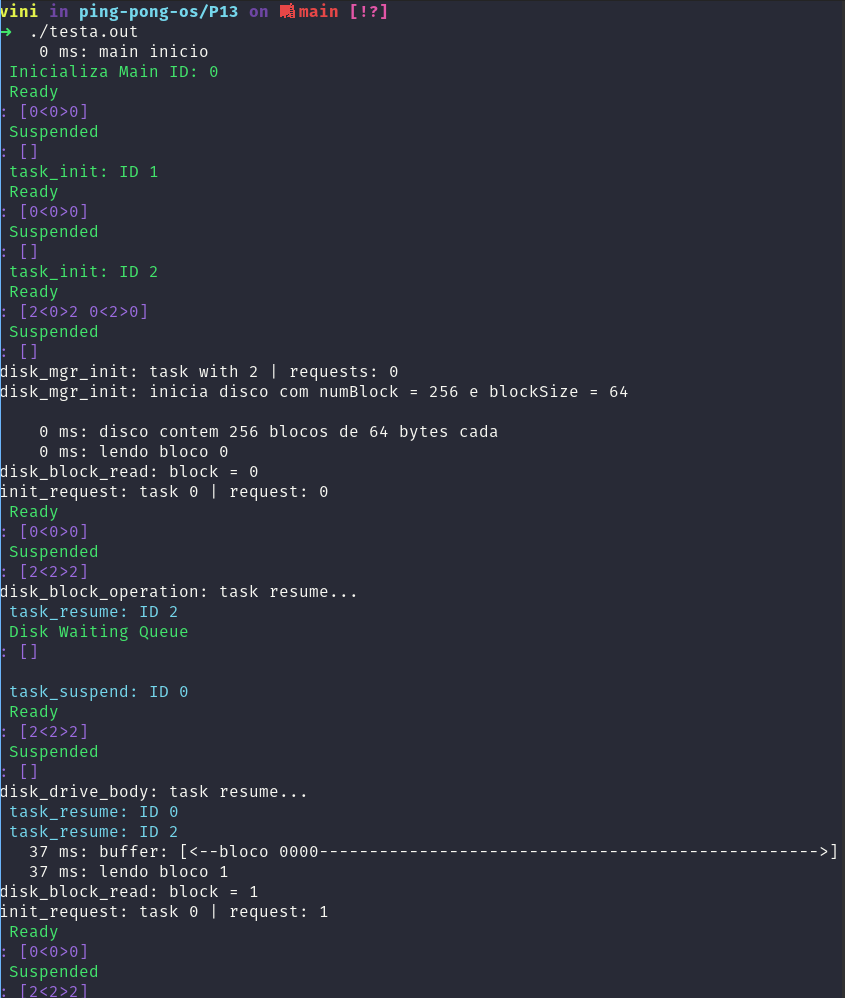 vini in ping-pong-os/P13 on main [!?]
→ ./testa.out
    0 ms: main inicio
 Inicializa Main ID: 0
 Ready
: [0<0>0]
 Suspended
: []
 task_init: ID 1
 Ready
: [0<0>0]
 Suspended
: []
 task_init: ID 2
 Ready
: [2<0>2 0<2>0]
 Suspended
: []
disk_mgr_init: task with 2 | requests: 0
disk_mgr_init: inicia disco com numBlock = 256 e blockSize = 64
    0 ms: disco contem 256 blocos de 64 bytes cada
    0 ms: lendo bloco 0
disk_block_read: block = 0
init_request: task 0 | request: 0
 Ready
: [0<0>0]
 Suspended
: [2<2>2]
disk_block_operation: task resume...
 task_resume: ID 2
 Disk Waiting Queue
: []
 task_suspend: ID 0
 Ready
: [2<2>2]
 Suspended
: []
disk_drive_body: task resume...
 task_resume: ID 0
 task_resume: ID 2
   37 ms: buffer: [<--bloco 0000-------------------------------------------------->]
   37 ms: lendo bloco 1
disk_block_read: block = 1
init_request: task 0 | request: 1
 Ready
: [0<0>0]
 Suspended
: [2<2>2]